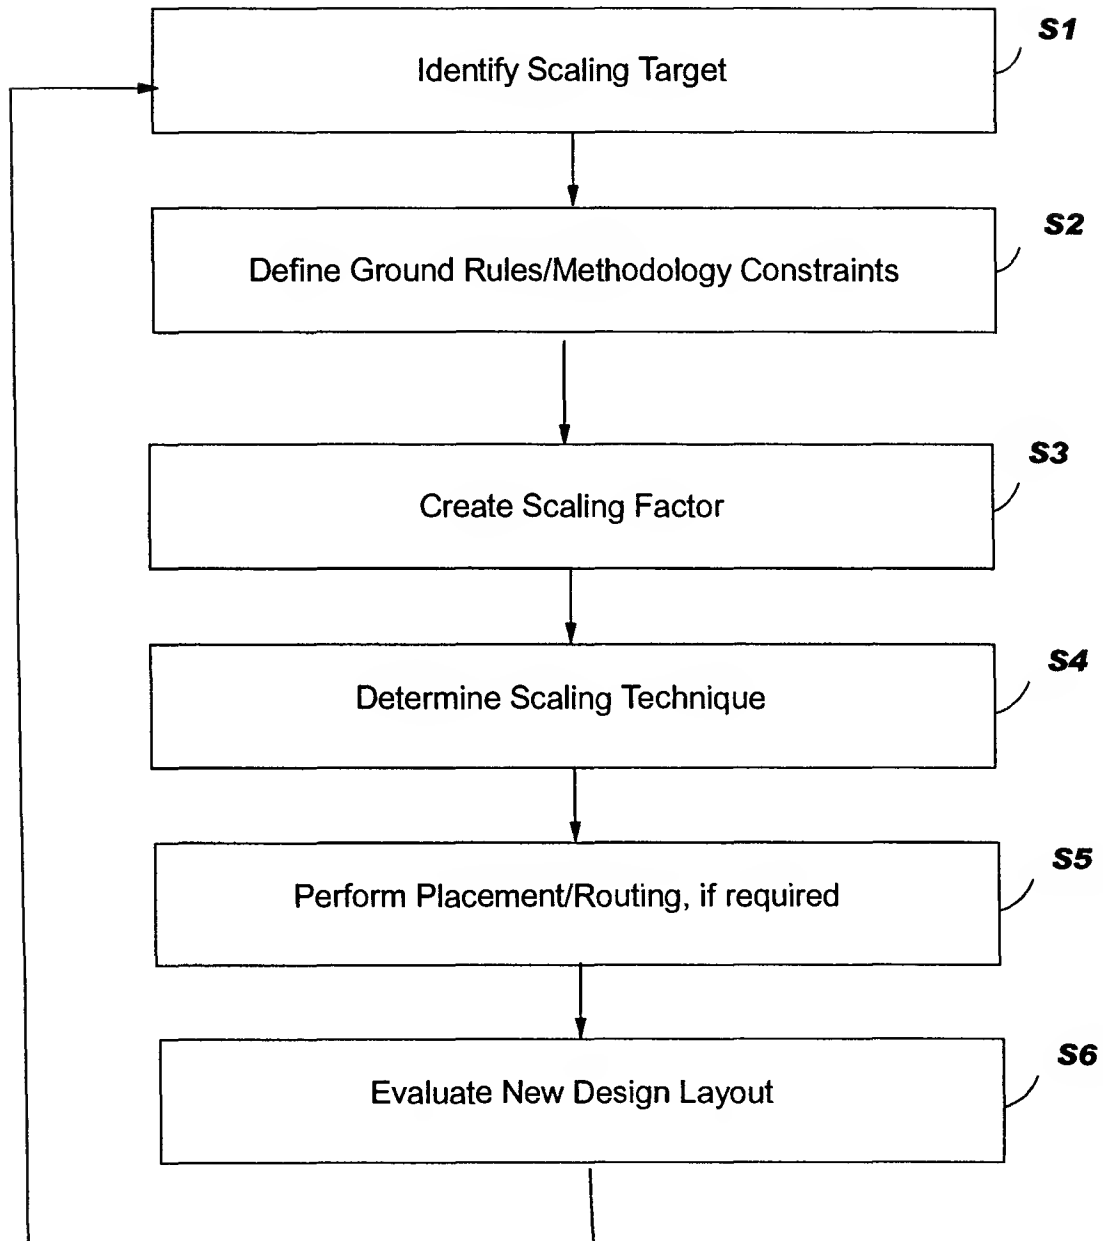 S1
Identify Scaling Target
S2
Define Ground Rules/Methodology Constraints
S3
Create Scaling Factor
S4
Determine Scaling Technique
S5
Perform Placement/Routing, if required
S6
Evaluate New Design Layout